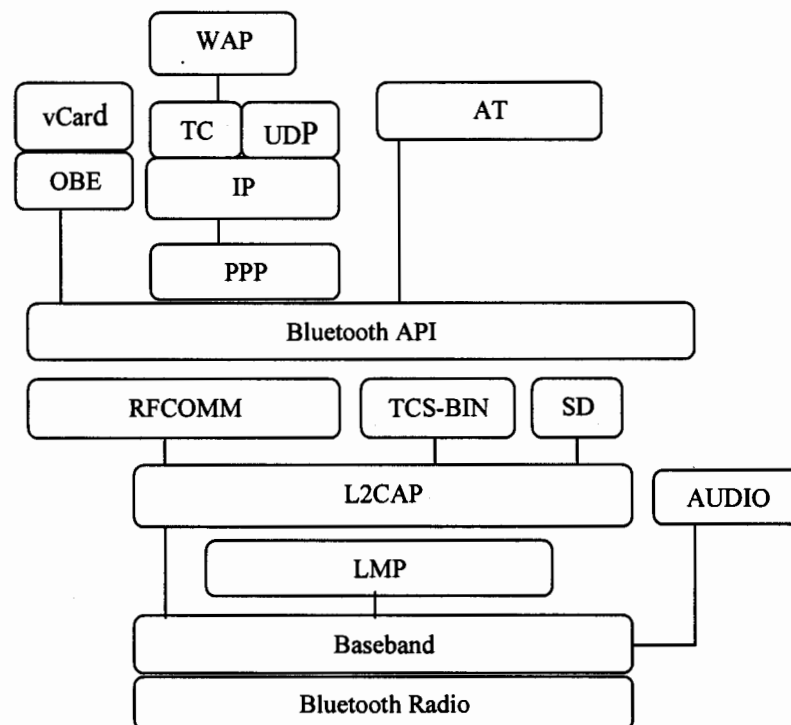 WAP
vCard
TC
UDP
AT
OBE
IP
PPP
Bluetooth API
RFCOMM
TCS-BIN
SD
L2CAP
AUDIO
LMP
Baseband
Bluetooth Radio